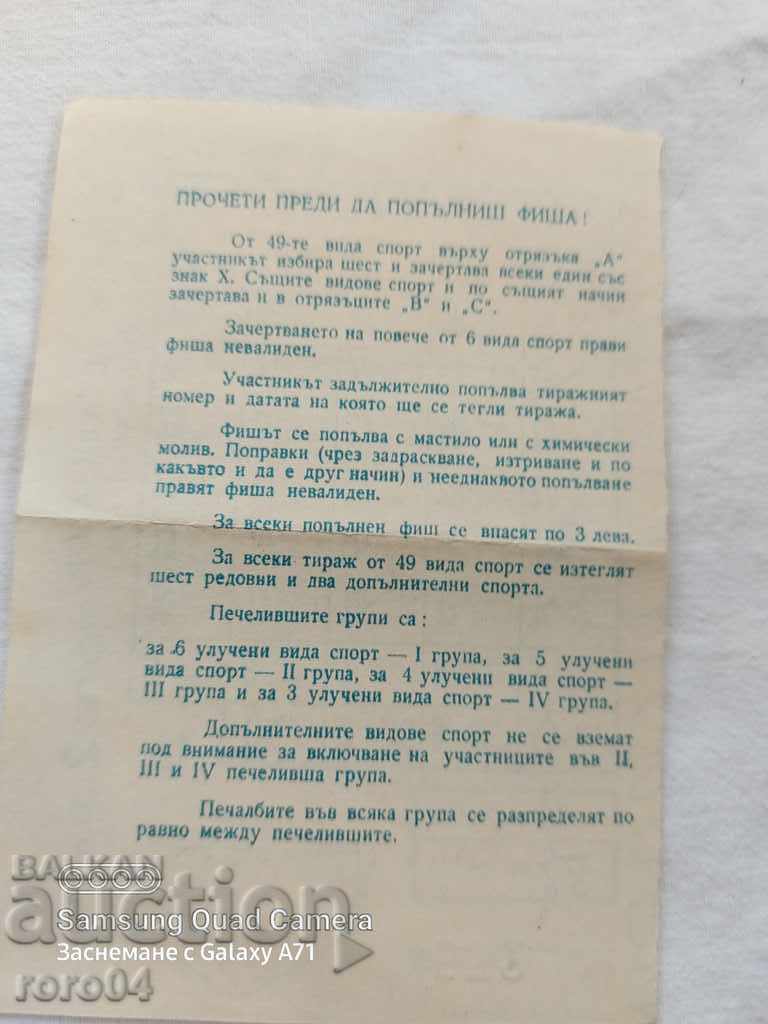 ПРОЧЕТИ ПРЕДИ ДА ПОПЪЛНИШ ФИША!
От 49-те вида спорт върху отрязъка „А“
участникът избира шест и зачертава всеки един със
знак X. Същите видове спорт и по същият начин
зачертава и в отрязъците „В“ и „С“.
Зачертването на повече от 6 вида спорт прави
фиша невалиден.
Участникът задължително попълва тиражният
номер и датата на която ще се тегли тиража.
Фишът се попълва с мастило или с химически
молив. Поправки (чрез задраскване, изтриване и по
какъвто и да е друг начин) и нееднаквото попълване
правят фиша невалиден.
За всеки попълнен фиш се внасят по 3 лева.
За всеки тираж от 49 вида спорт се изтеглят
шест редовни и два допълнителни спорта.
Печелившите групи са:
за 6 улучени вида спорт — I група, за 5 улучени
вида спорт — II група, за 4 улучени вида спорт —
III група и за 3 улучени вида спорт — IV група.
Допълнителните видове спорт не се вземат
под внимание за включване на участниците във II,
III и IV печеливша група.
Печалбите във всяка група се разпределят по
равно между печелившите.
BALKAN
auction
Samsung Quad Camera
Заснемане с Galaxy A71
roro04